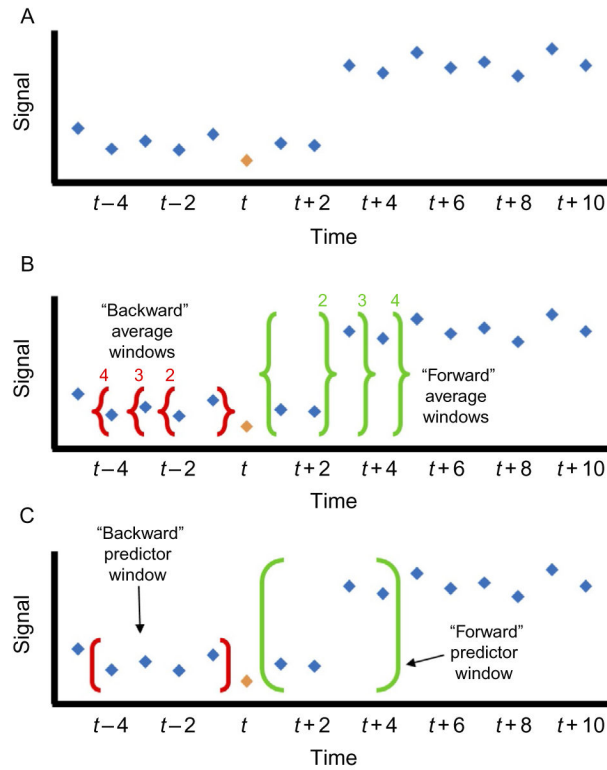 A
Signal
t – 4 t – 2 t t + 2 t + 4 t + 6 t + 8 t + 10
Time
B
Signal
“Backward”
average
windows
4 3 2
2 3 4
“Forward”
average
windows
t – 4 t – 2 t t + 2 t + 4 t + 6 t + 8 t + 10
Time
C
Signal
“Backward”
predictor
window
“Forward”
predictor
window
t – 4 t – 2 t t + 2 t + 4 t + 6 t + 8 t + 10
Time